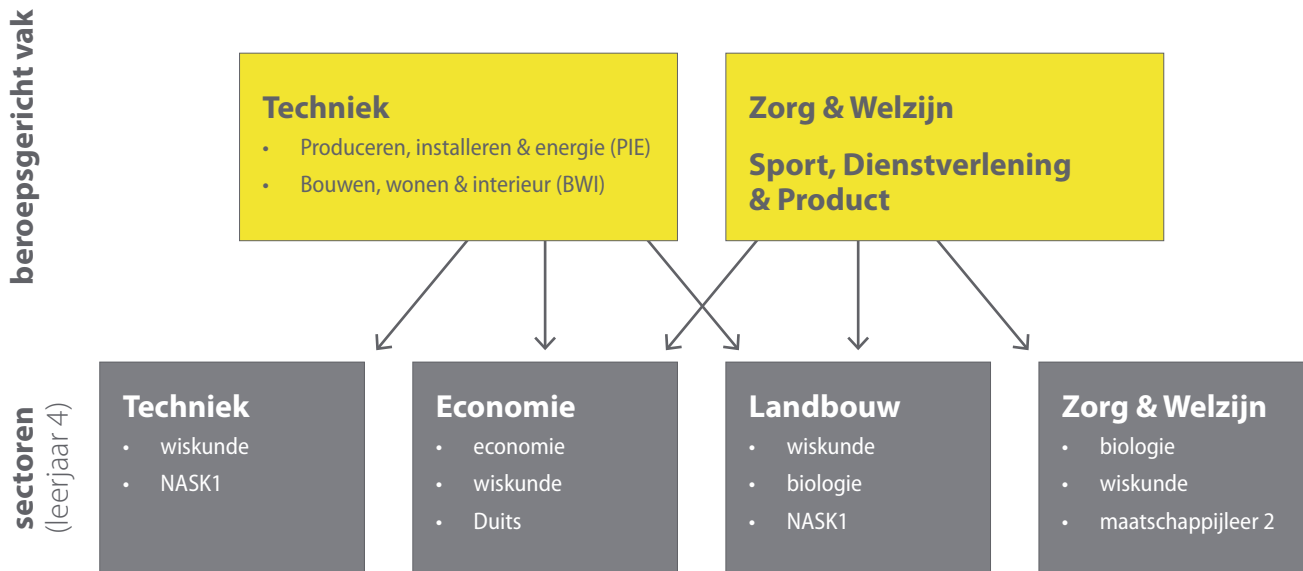 beroepsgericht vak
Techniek
• Produceren, installeren & energie (PIE)
• Bouwen, wonen & interieur (BWI)
Zorg & Welzijn
Sport, Dienstverlening
& Product
sectoren
(leerjaar 4)
Techniek
• wiskunde
• NASK1
Economie
• economie
• wiskunde
• Duits
Landbouw
• wiskunde
• biologie
• NASK1
Zorg & Welzijn
• biologie
• wiskunde
• maatschappijleer 2